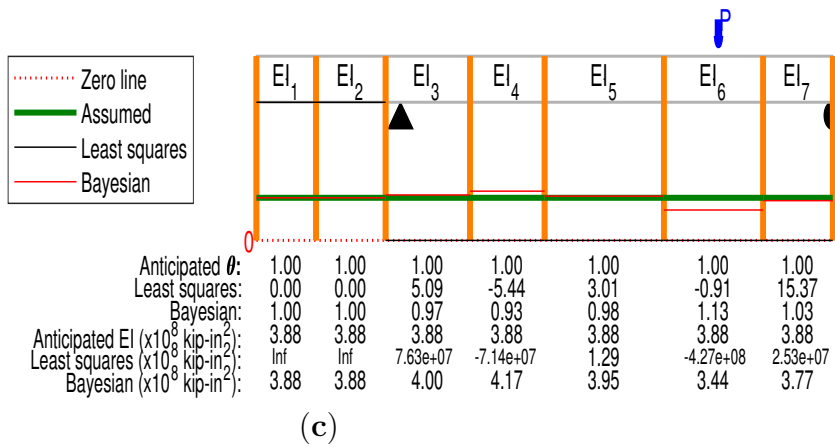 P
EI1 EI2 EI3 EI4 EI5 EI6 EI7
Zero line
Assumed
Least squares
Bayesian
0
Anticipated θ: 1.00 1.00 1.00 1.00 1.00 1.00 1.00
Least squares: 0.00 0.00 5.09 -5.44 3.01 -0.91 15.37
Bayesian: 1.00 1.00 0.97 0.93 0.98 1.13 1.03
Anticipated EI (x10^8 kip-in^2): 3.88 3.88 3.88 3.88 3.88 3.88 3.88
Least squares (x10^8 kip-in^2): Inf Inf 7.63e+07 -7.14e+07 1.29 -4.27e+08 2.53e+07
Bayesian (x10^8 kip-in^2): 3.88 3.88 4.00 4.17 3.95 3.44 3.77
(c)